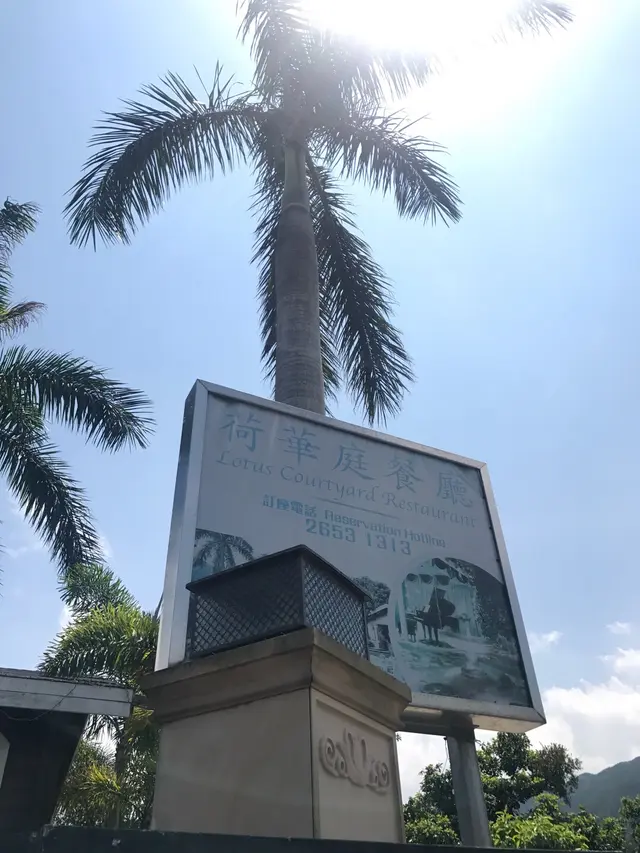 荷華庭餐廳
Lotus Courtyard Restaurant
訂座電話 Reservation Hotline
2653 1313